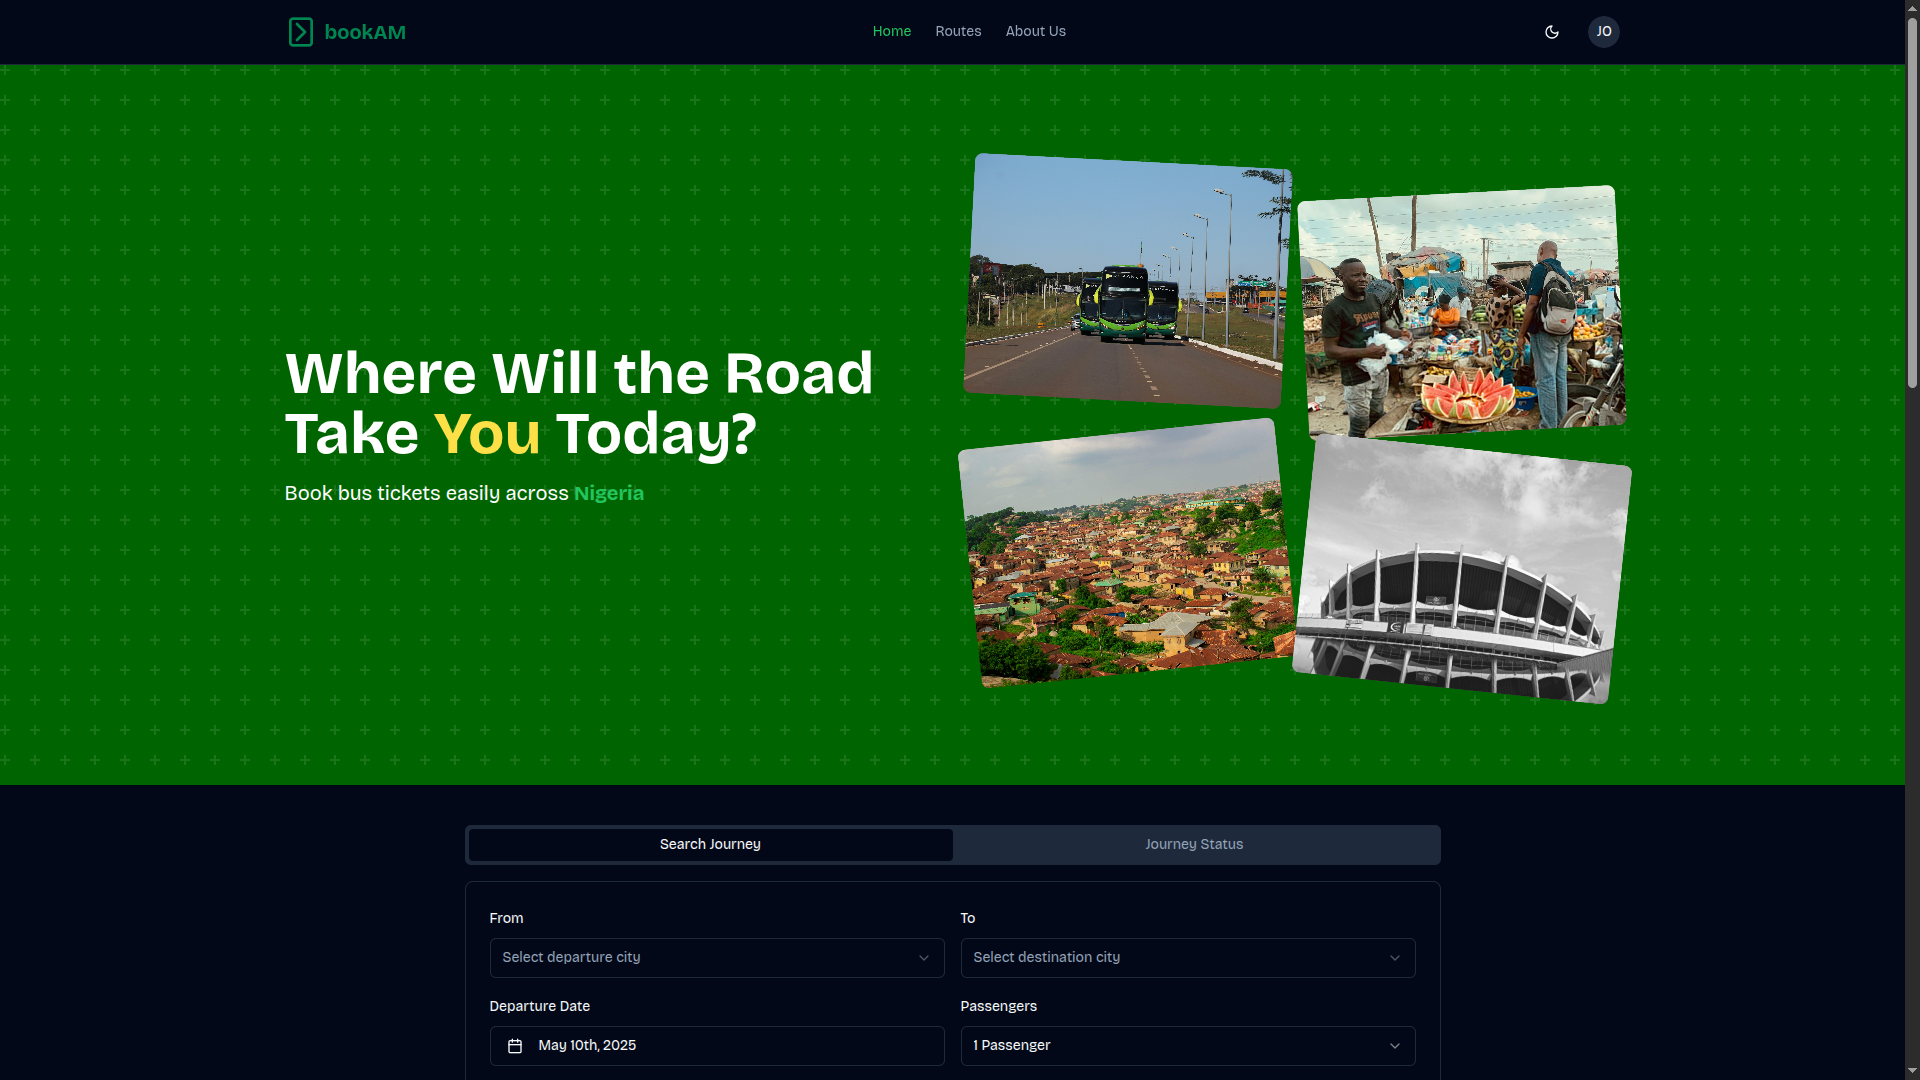 bookAM
Home
Routes
About Us
JO
Where Will the Road
Take You Today?
Book bus tickets easily across Nigeria
Search Journey
Journey Status
From
To
Select departure city
Select destination city
Departure Date
Passengers
May 10th, 2025
1 Passenger